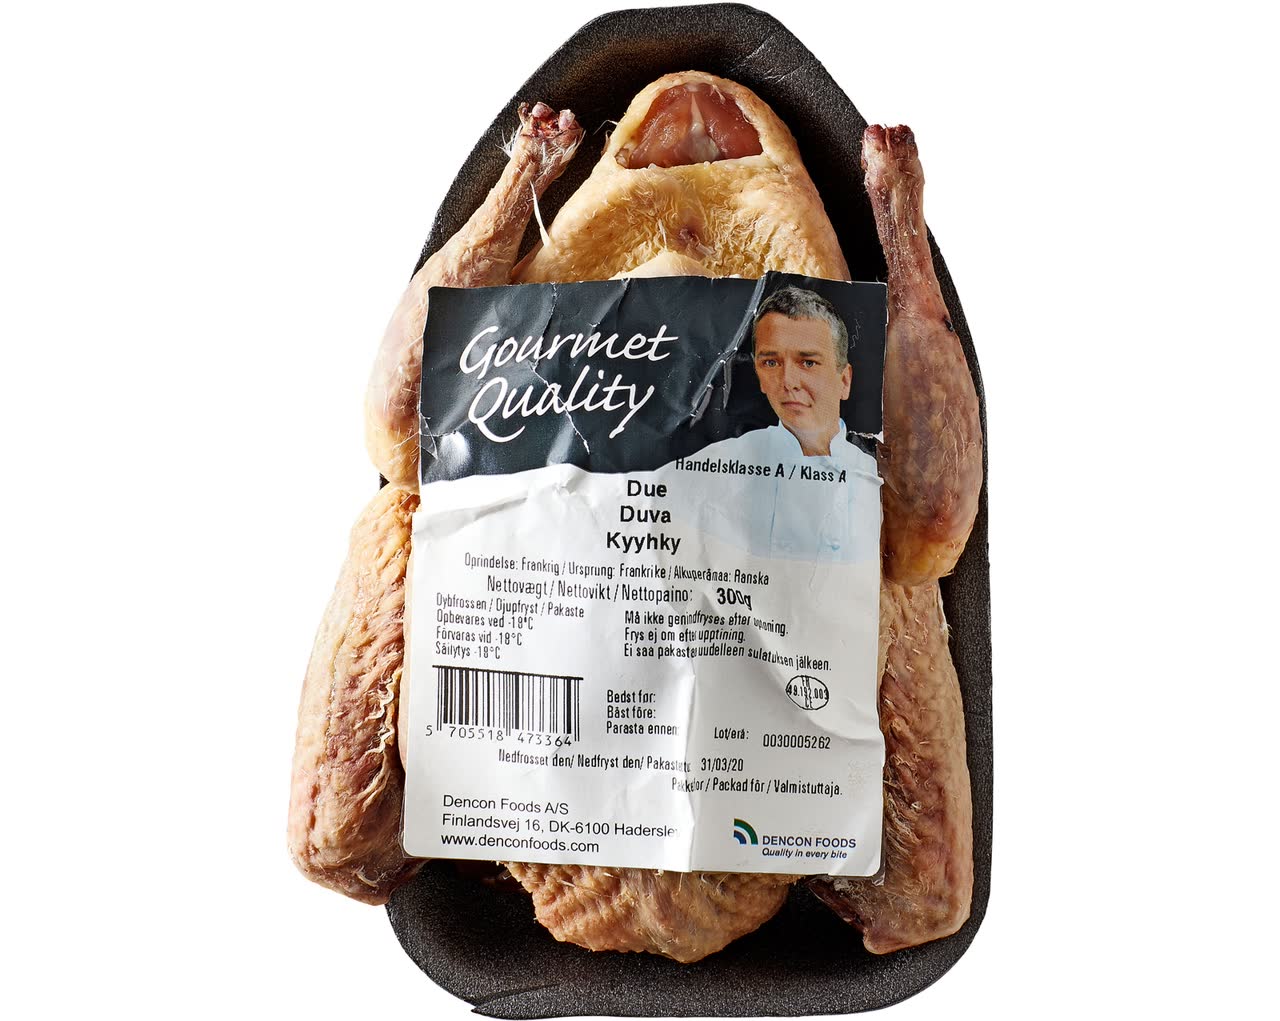 Gourmet
Quality
Handelsklasse A / Klass A
Due
Duva
Kyyhky
Oprindelse: Frankrig / Ursprung: Frankrike / Alkuperåmaa: Ranska
Nettovægt / Nettovikt / Nettopaino: 300g
Dybfrossen / Djupfryst / Pakaste
Opbevares ved -18°C
Förvaras vid -18°C
Säilytys -18°C
Må ikke genindfryses efter optøning.
Frys ej om efter upptining.
Ei saa pakastaa uudelleen sulatuksen jälkeen.
5 705518 473364
Bedst før:
Bäst före:
Parasta ennen:
Lot/erä: 0030005262
Nedfrosset den/ Nedfryst den/ 31/03/20
/ Packad för / Valmistuttaja.
Dencon Foods A/S
Finlandsvej 16, DK-6100
www.denconfoods.com
DENCON FOODS
Quality in every bite